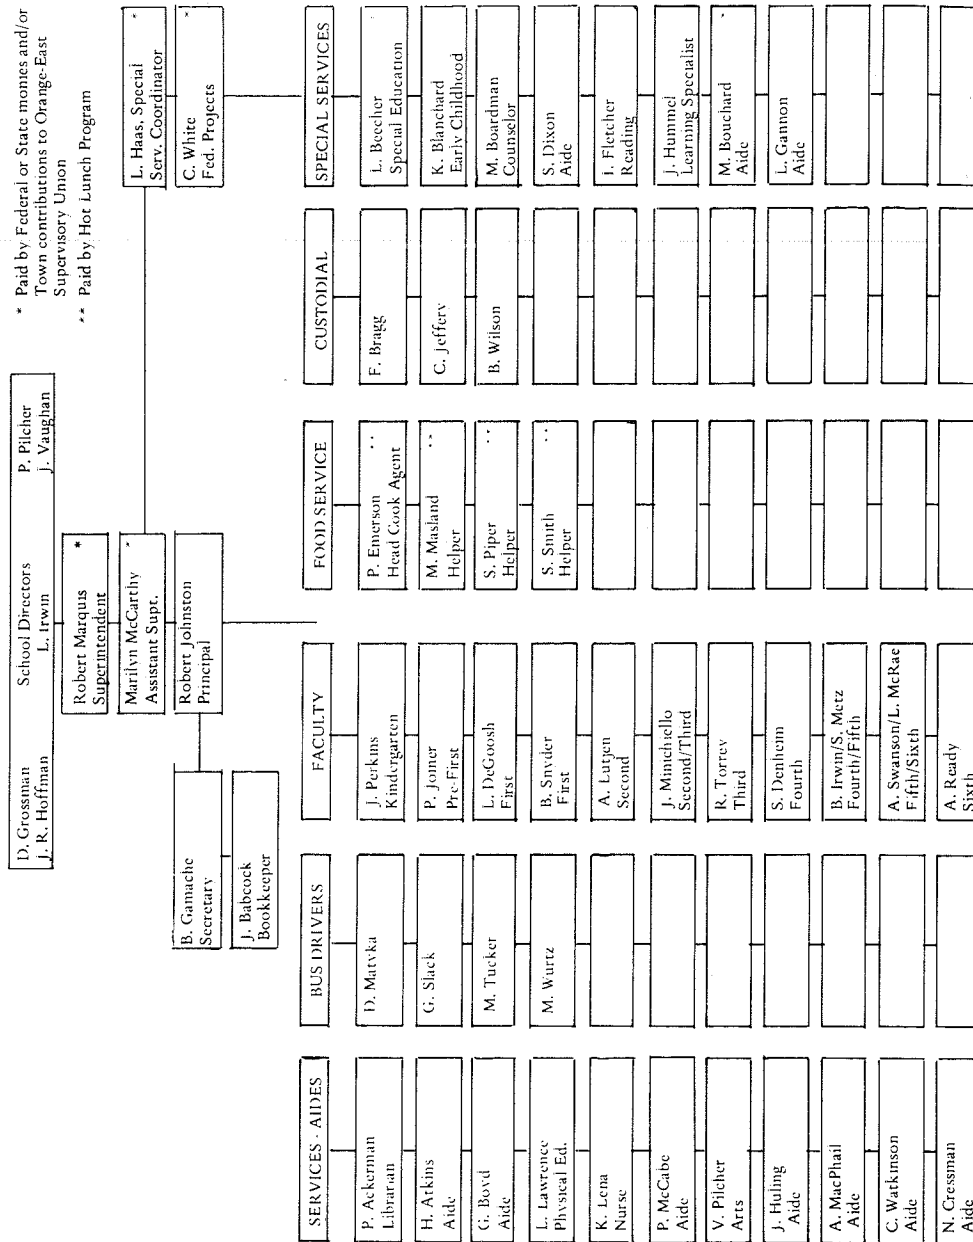 * Paid by Federal or State monies and/or
Town contributions to Orange-East
Supervisory Union
** Paid by Hot Lunch Program
D. Grossman School Directors P. Pilcher
J. R. Hoffman L. Irwin J. Vaughan
Robert Marquis *
Superintendent
Marilyn McCarthy *
Assistant Supt.
Robert Johnston
Principal
B. Gamache
Secretary
J. Babcock
Bookkeeper
L. Haas, Special *
Serv. Coordinator
C. White *
Fed. Projects
SERVICES - AIDES
P. Ackerman
Librarian
H. Atkins
Aide
G. Boyd
Aide
L. Lawrence
Physical Ed.
K. Lena
Nurse
P. McCabe
Aide
V. Pilcher
Arts
J. Huling
Aide
A. MacPhail
Aide
C. Watkinson
Aide
N. Cressman
Aide
BUS DRIVERS
D. Matyka
G. Slack
M. Tucker
M. Wurtz
FACULTY
J. Perkins
Kindergarten
P. Joiner
Pre-First
L. DeGoosh
First
B. Snyder
First
A. Lutjen
Second
J. Minichiello
Second/Third
R. Torrey
Third
S. Denheim
Fourth
B. Irwin/S. Metz
Fourth/Fifth
A. Swanson/L. McRae
Fifth/Sixth
A. Ready
Sixth
FOOD SERVICE
P. Emerson **
Head Cook Agent
M. Masland **
Helper
S. Piper **
Helper
S. Smith **
Helper
CUSTODIAL
F. Bragg
C. Jeffery
B. Wilson
SPECIAL SERVICES
L. Beecher
Special Education
K. Blanchard
Early Childhood
M. Boardman
Counselor
S. Dixon
Aide
I. Fletcher
Reading
J. Hummel
Learning Specialist
M. Bouchard *
Aide
L. Gannon
Aide